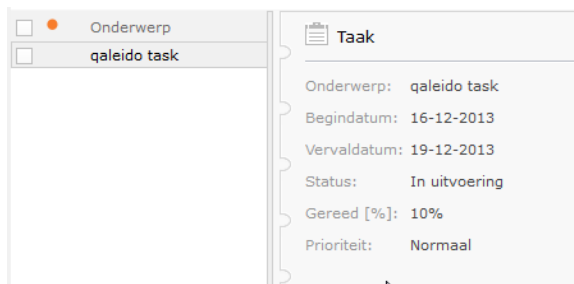 Onderwerp
qaleido task
Taak
Onderwerp: qaleido task
Begindatum: 16-12-2013
Vervaldatum: 19-12-2013
Status: In uitvoering
Gereed [%]: 10%
Prioriteit: Normaal